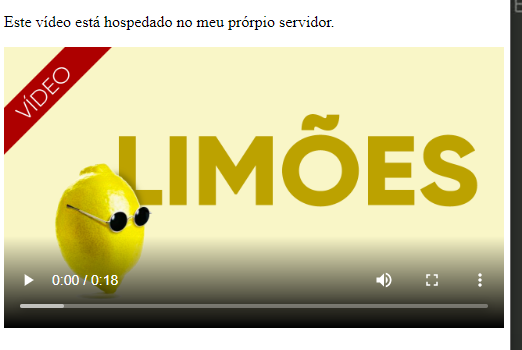 Este vídeo está hospedado no meu prórpio servidor.
VÍDEO
LIMÕES
0:00 / 0:18